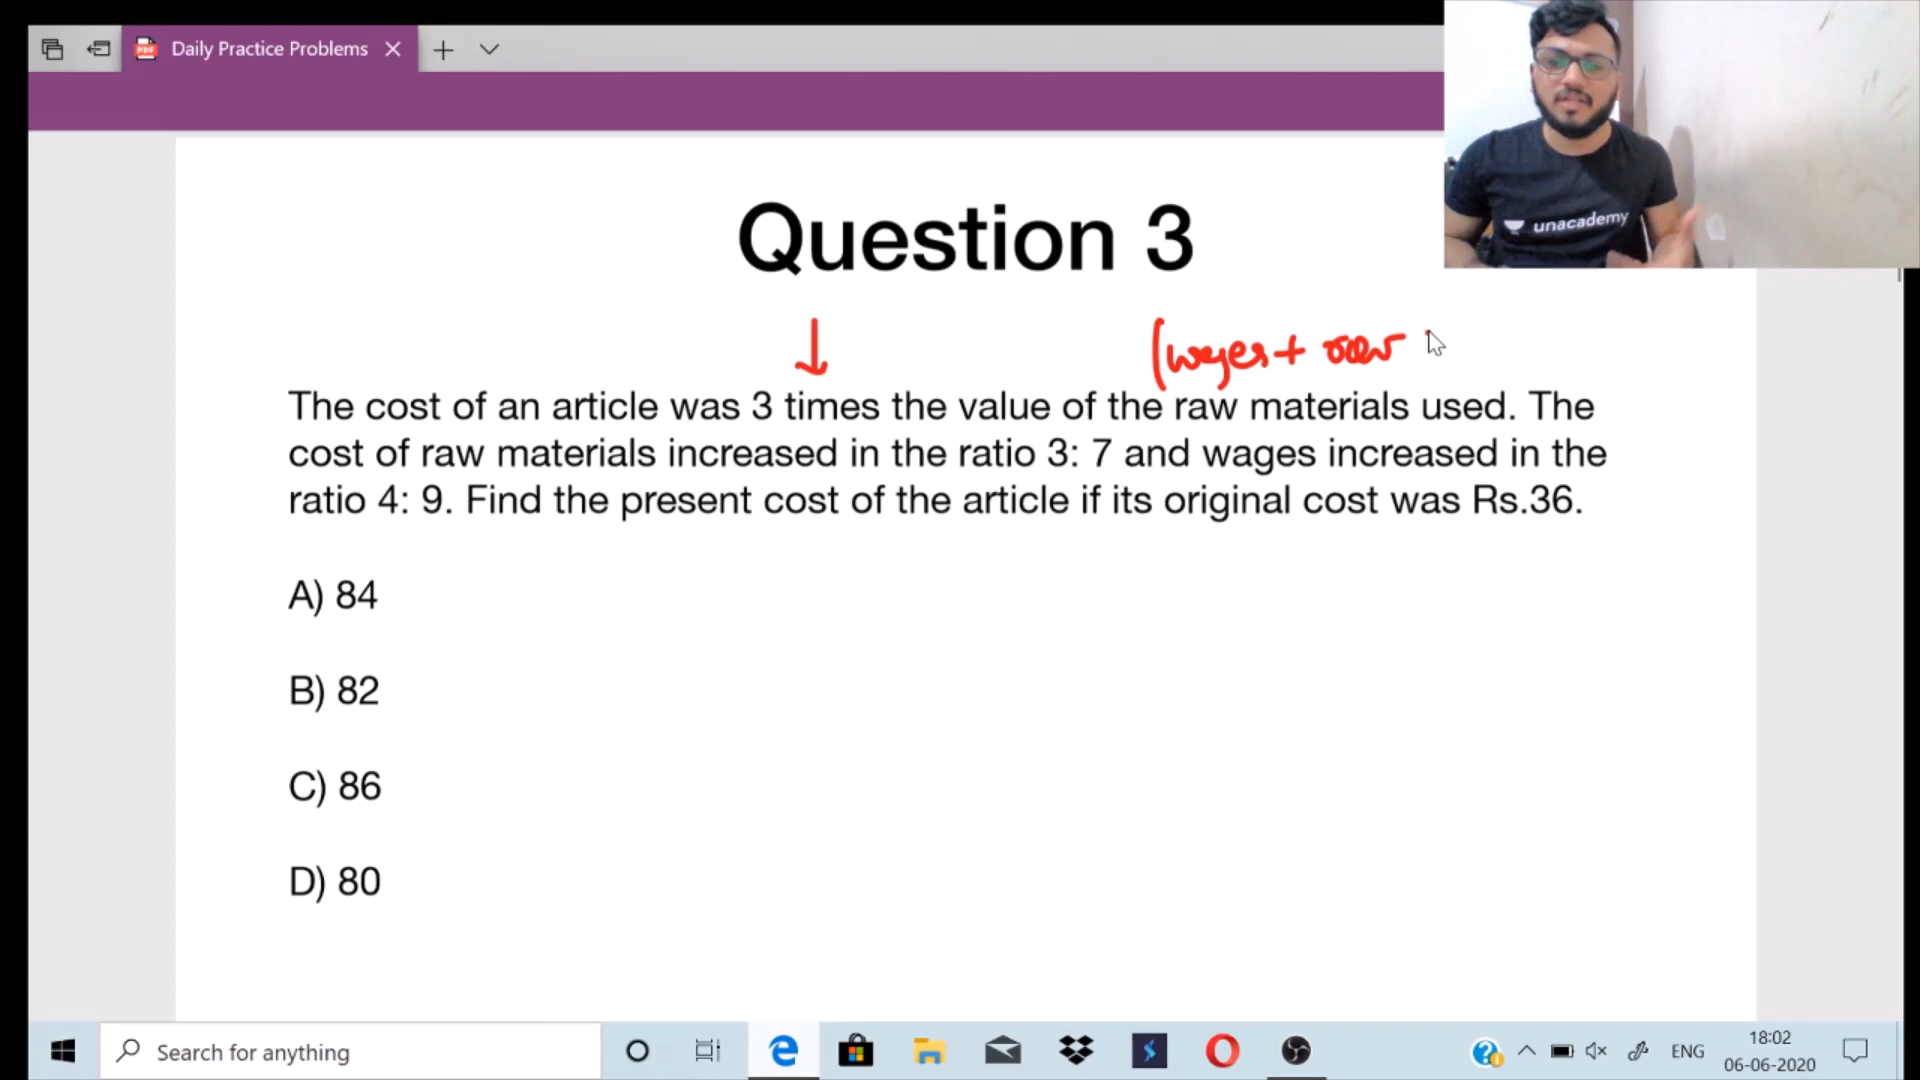 Daily Practice Problems
unacademy
Question 3
(wages + raw
The cost of an article was 3 times the value of the raw materials used. The
cost of raw materials increased in the ratio 3: 7 and wages increased in the
ratio 4: 9. Find the present cost of the article if its original cost was Rs.36.
A) 84
B) 82
C) 86
D) 80
Search for anything
ENG
18:02
06-06-2020